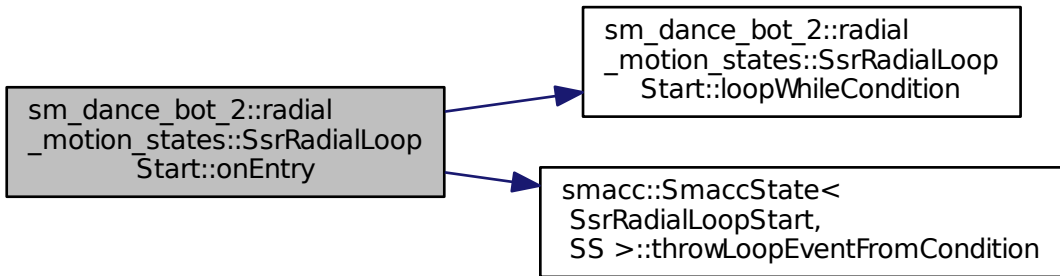 sm_dance_bot_2::radial
_motion_states::SsrRadialLoop
Start::onEntry
sm_dance_bot_2::radial
_motion_states::SsrRadialLoop
Start::loopWhileCondition
smacc::SmaccState<
SsrRadialLoopStart,
SS >::throwLoopEventFromCondition